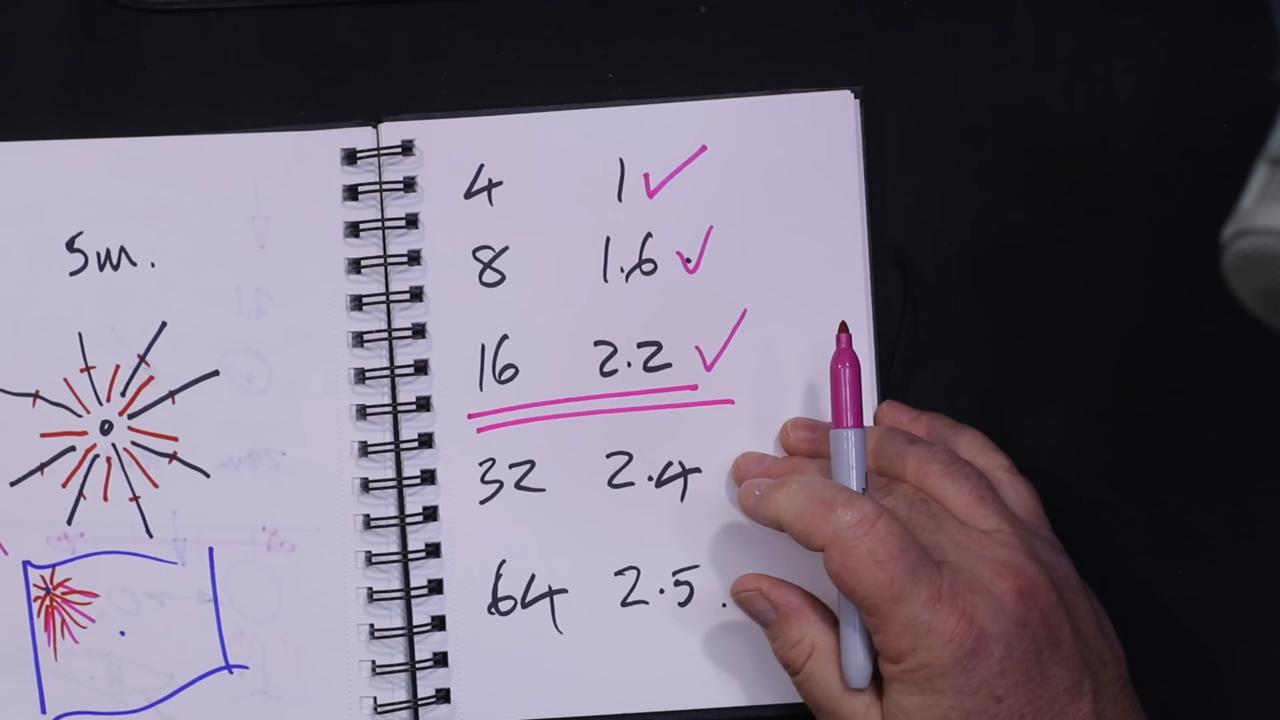 5m.
4 1 ✓
8 1.6 ✓
16 2.2 ✓
32 2.4
64 2.5.